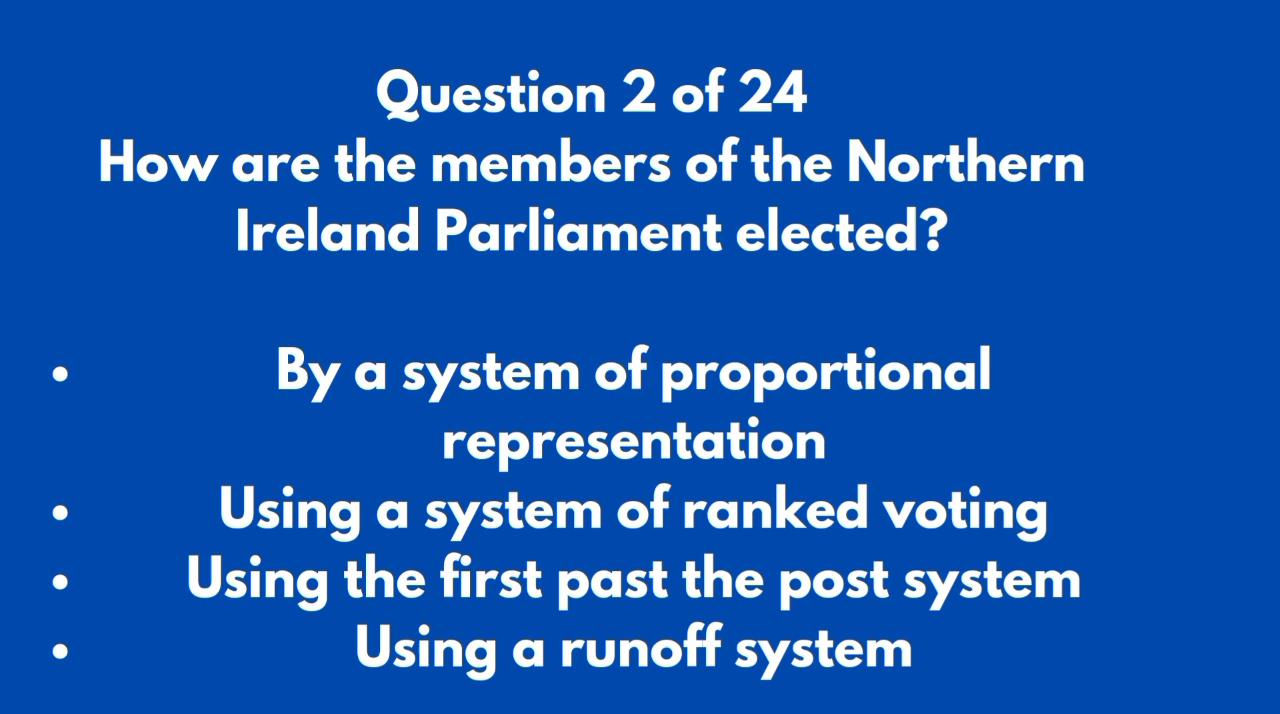 Question 2 of 24
How are the members of the Northern
Ireland Parliament elected?
• By a system of proportional
representation
• Using a system of ranked voting
• Using the first past the post system
• Using a runoff system